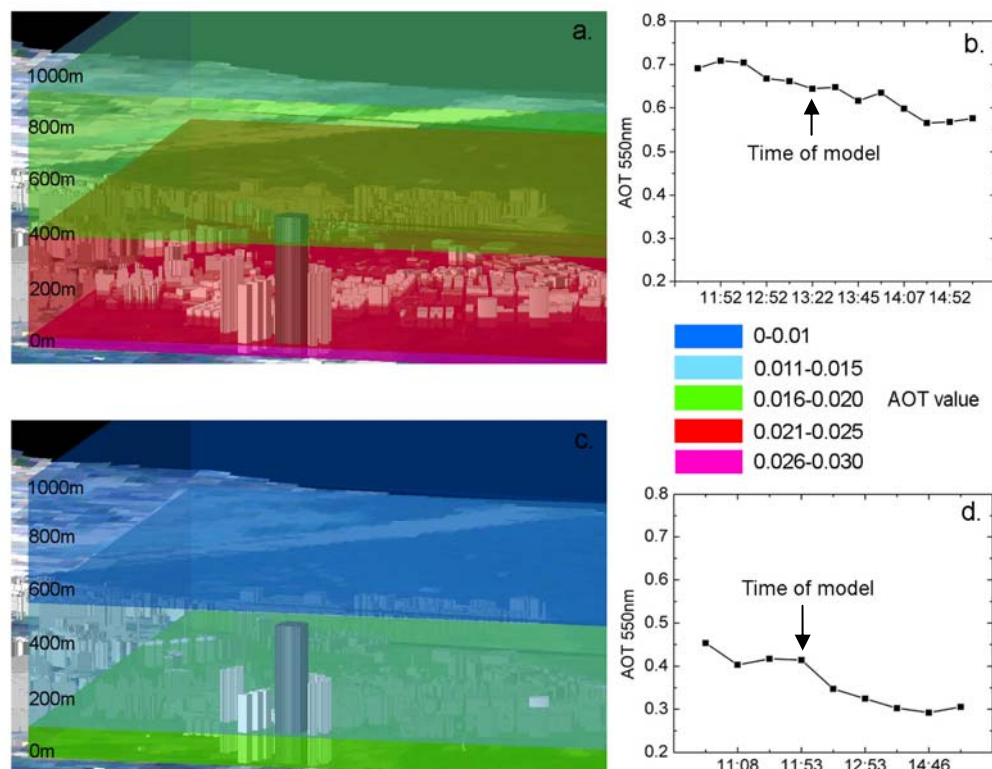 a.
1000m
800m
600m
400m
200m
0m
b.
0.8
0.7
0.6
0.5
0.4
0.3
0.2
AOT 550nm
Time of model
11:52 12:52 13:22 13:45 14:07 14:52
0-0.01
0.011-0.015
0.016-0.020 AOT value
0.021-0.025
0.026-0.030
c.
1000m
800m
600m
400m
200m
0m
d.
0.8
0.7
0.6
0.5
0.4
0.3
0.2
AOT 550nm
Time of model
11:08 11:53 12:53 14:46